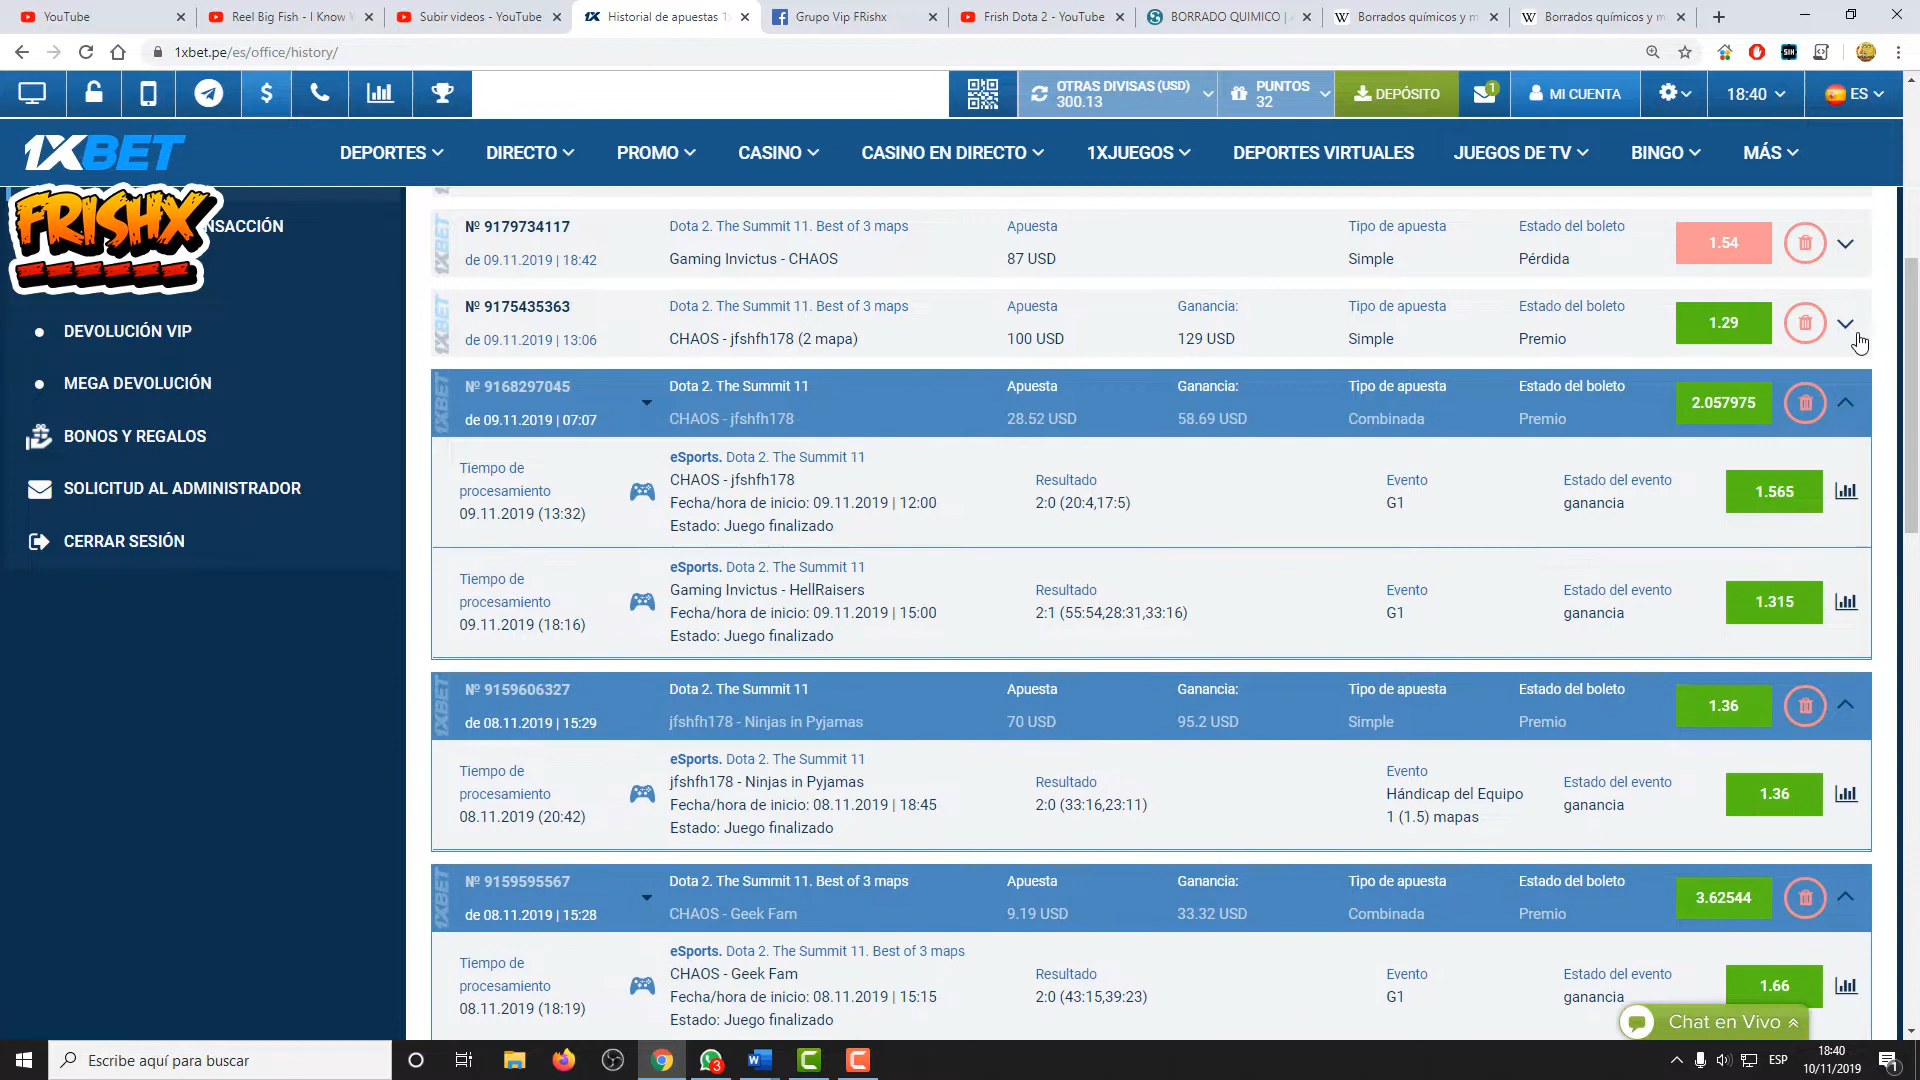 YouTube
Reel Big Fish - I Know Y
Subir videos - YouTube
Historial de apuestas 1
Grupo Vip FRishx
Frish Dota 2 - YouTube
BORRADO QUIMICO |
Borrados químicos y m
Borrados químicos y m
1xbet.pe/es/office/history/
OTRAS DIVISAS (USD)
300.13
PUNTOS
32
DEPÓSITO
1
MI CUENTA
18:40
ES
1XBET
DEPORTES
DIRECTO
PROMO
CASINO
CASINO EN DIRECTO
1XJUEGOS
DEPORTES VIRTUALES
JUEGOS DE TV
BINGO
MÁS
FRISHX
NSACCIÓN
DEVOLUCIÓN VIP
MEGA DEVOLUCIÓN
BONOS Y REGALOS
SOLICITUD AL ADMINISTRADOR
CERRAR SESIÓN
1XBET
Nº 9179734117 Dota 2. The Summit 11. Best of 3 maps Apuesta Tipo de apuesta Estado del boleto 1.54
de 09.11.2019 | 18:42 Gaming Invictus - CHAOS 87 USD Simple Pérdida
1XBET
Nº 9175435363 Dota 2. The Summit 11. Best of 3 maps Apuesta Ganancia: Tipo de apuesta Estado del boleto 1.29
de 09.11.2019 | 13:06 CHAOS - jfshfh178 (2 mapa) 100 USD 129 USD Simple Premio
1XBET
Nº 9168297045 Dota 2. The Summit 11 Apuesta Ganancia: Tipo de apuesta Estado del boleto 2.057975
de 09.11.2019 | 07:07 CHAOS - jfshfh178 28.52 USD 58.69 USD Combinada Premio
eSports. Dota 2. The Summit 11
Tiempo de CHAOS - jfshfh178 Resultado Evento Estado del evento 1.565
procesamiento Fecha/hora de inicio: 09.11.2019 | 12:00 2:0 (20:4,17:5) G1 ganancia
09.11.2019 (13:32) Estado: Juego finalizado
eSports. Dota 2. The Summit 11
Tiempo de Gaming Invictus - HellRaisers Resultado Evento Estado del evento 1.315
procesamiento Fecha/hora de inicio: 09.11.2019 | 15:00 2:1 (55:54,28:31,33:16) G1 ganancia
09.11.2019 (18:16) Estado: Juego finalizado
1XBET
Nº 9159606327 Dota 2. The Summit 11 Apuesta Ganancia: Tipo de apuesta Estado del boleto 1.36
de 08.11.2019 | 15:29 jfshfh178 - Ninjas in Pyjamas 70 USD 95.2 USD Simple Premio
eSports. Dota 2. The Summit 11
Tiempo de jfshfh178 - Ninjas in Pyjamas Resultado Evento Estado del evento 1.36
procesamiento Fecha/hora de inicio: 08.11.2019 | 18:45 2:0 (33:16,23:11) Hándicap del Equipo ganancia
08.11.2019 (20:42) Estado: Juego finalizado 1 (1.5) mapas
1XBET
Nº 9159595567 Dota 2. The Summit 11. Best of 3 maps Apuesta Ganancia: Tipo de apuesta Estado del boleto 3.62544
de 08.11.2019 | 15:28 CHAOS - Geek Fam 9.19 USD 33.32 USD Combinada Premio
eSports. Dota 2. The Summit 11. Best of 3 maps
Tiempo de CHAOS - Geek Fam Resultado Evento Estado del evento 1.66
procesamiento Fecha/hora de inicio: 08.11.2019 | 15:15 2:0 (43:15,39:23) G1 ganancia
08.11.2019 (18:19) Estado: Juego finalizado
Chat en Vivo
Escribe aquí para buscar
3
ESP
18:40
10/11/2019
1